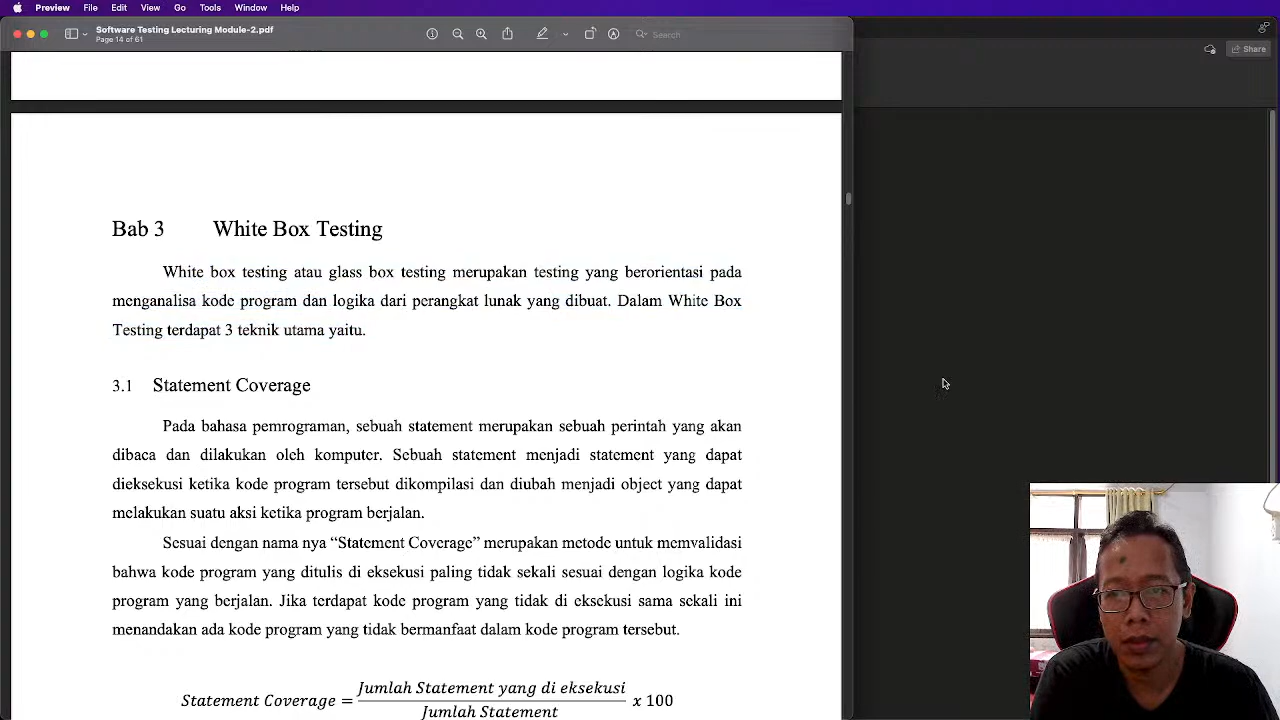 Preview File Edit View Go Tools Window Help
Software Testing Lecturing Module-2.pdf
Page 14 of 61
Search
Share
Bab 3 White Box Testing
White box testing atau glass box testing merupakan testing yang berorientasi pada
menganalisa kode program dan logika dari perangkat lunak yang dibuat. Dalam White Box
Testing terdapat 3 teknik utama yaitu.
3.1 Statement Coverage
Pada bahasa pemrograman, sebuah statement merupakan sebuah perintah yang akan
dibaca dan dilakukan oleh komputer. Sebuah statement menjadi statement yang dapat
dieksekusi ketika kode program tersebut dikompilasi dan diubah menjadi object yang dapat
melakukan suatu aksi ketika program berjalan.
Sesuai dengan nama nya “Statement Coverage” merupakan metode untuk memvalidasi
bahwa kode program yang ditulis di eksekusi paling tidak sekali sesuai dengan logika kode
program yang berjalan. Jika terdapat kode program yang tidak di eksekusi sama sekali ini
menandakan ada kode program yang tidak bermanfaat dalam kode program tersebut.
Jumlah Statement yang di eksekusi
Statement Coverage = x 100
Jumlah Statement